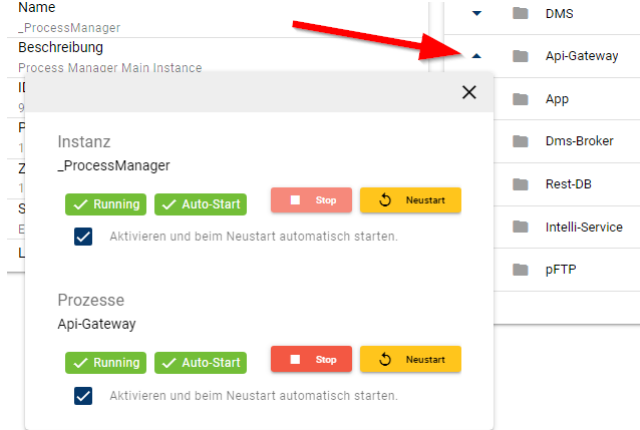 Name
_ProcessManager
Beschreibung
Process Manager Main Instance
DMS
Api-Gateway
App
Dms-Broker
Rest-DB
Intelli-Service
pFTP
Instanz
_ProcessManager
Running Auto-Start Stop Neustart
Aktivieren und beim Neustart automatisch starten.
Prozesse
Api-Gateway
Running Auto-Start Stop Neustart
Aktivieren und beim Neustart automatisch starten.